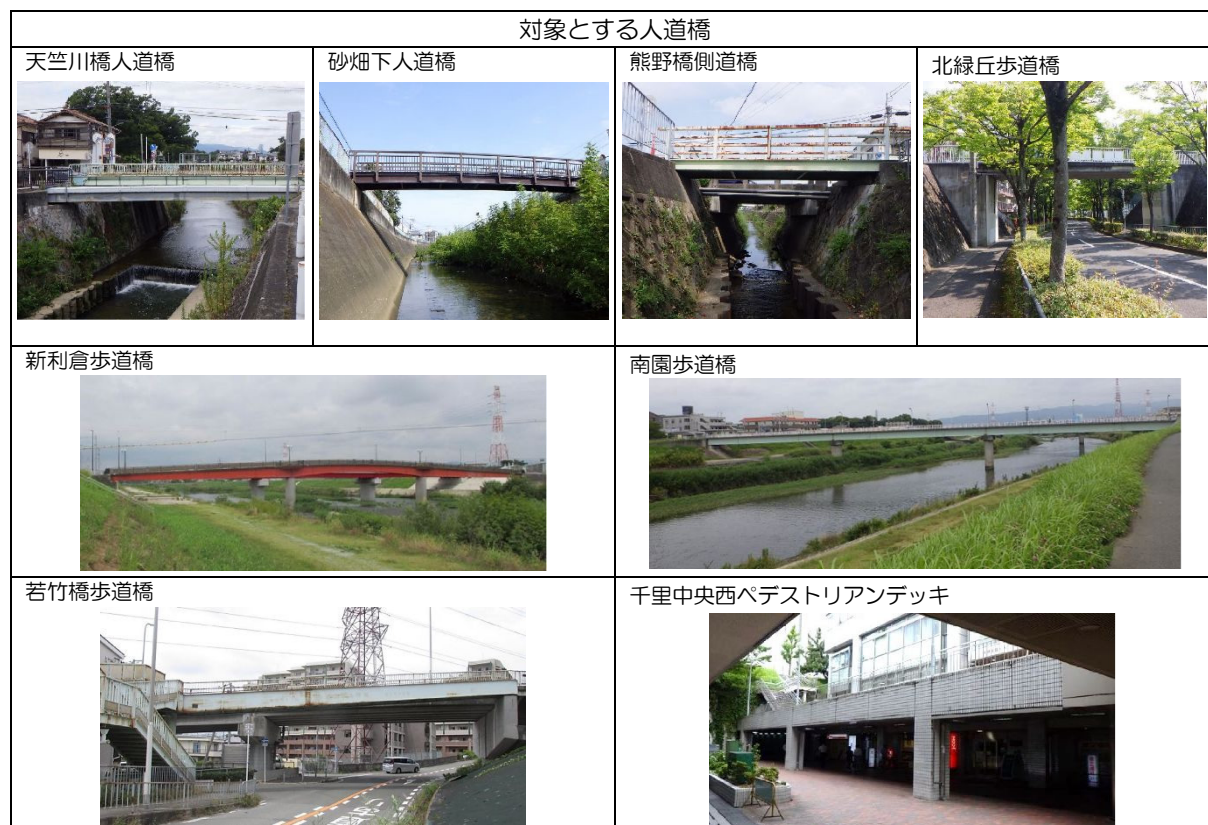 対象とする人道橋
天竺川橋人道橋
砂畑下人道橋
熊野橋側道橋
北緑丘歩道橋
新利倉歩道橋
南園歩道橋
若竹橋歩道橋
千里中央西ペデストリアンデッキ